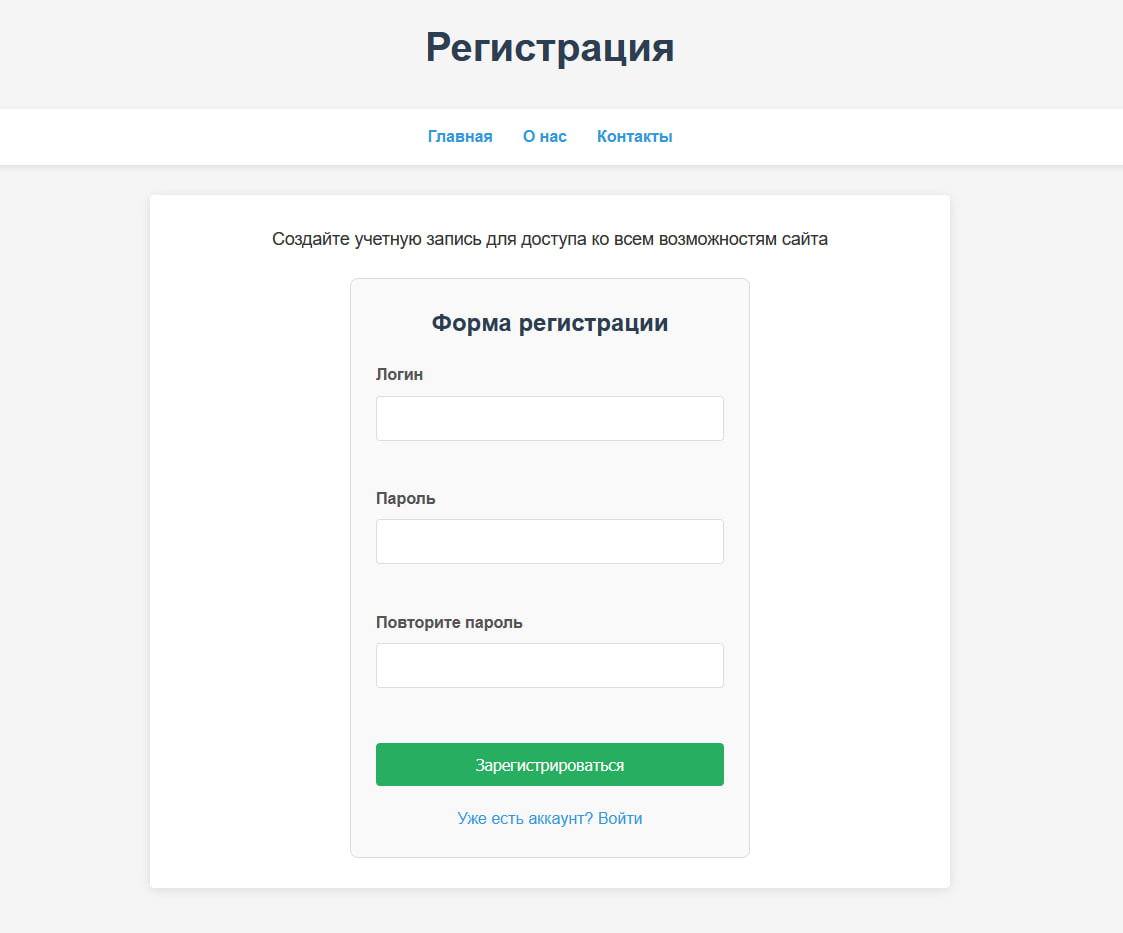 Регистрация
Главная О нас Контакты
Создайте учетную запись для доступа ко всем возможностям сайта
Форма регистрации
Логин
Пароль
Повторите пароль
Зарегистрироваться
Уже есть аккаунт? Войти